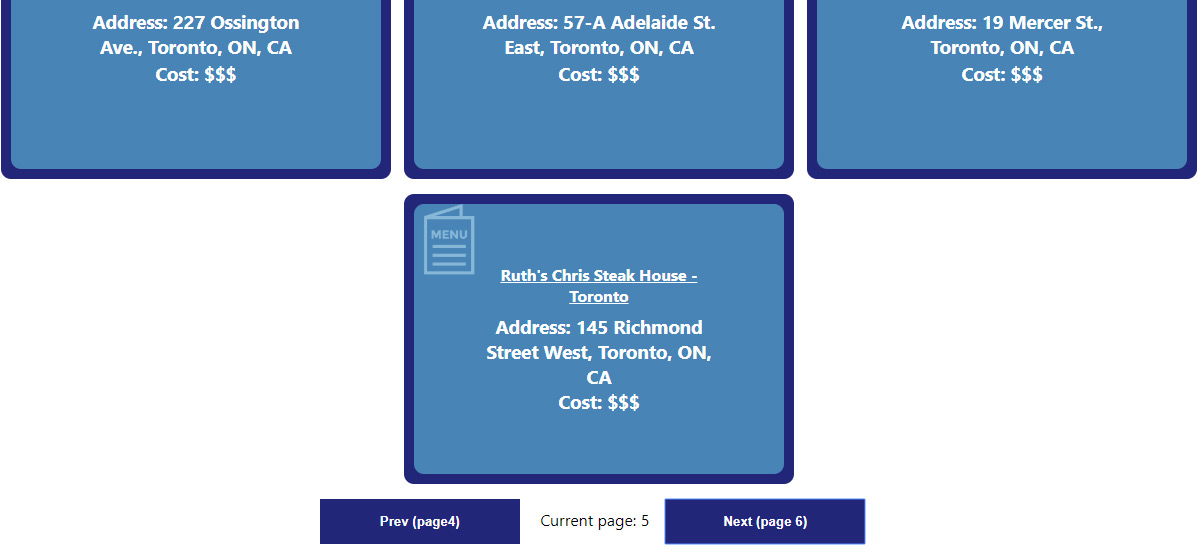 Address: 227 Ossington
Ave., Toronto, ON, CA
Cost: $$$
Address: 57-A Adelaide St.
East, Toronto, ON, CA
Cost: $$$
Address: 19 Mercer St.,
Toronto, ON, CA
Cost: $$$
MENU
Ruth's Chris Steak House -
Toronto
Address: 145 Richmond
Street West, Toronto, ON,
CA
Cost: $$$
Prev (page4)
Current page: 5
Next (page 6)